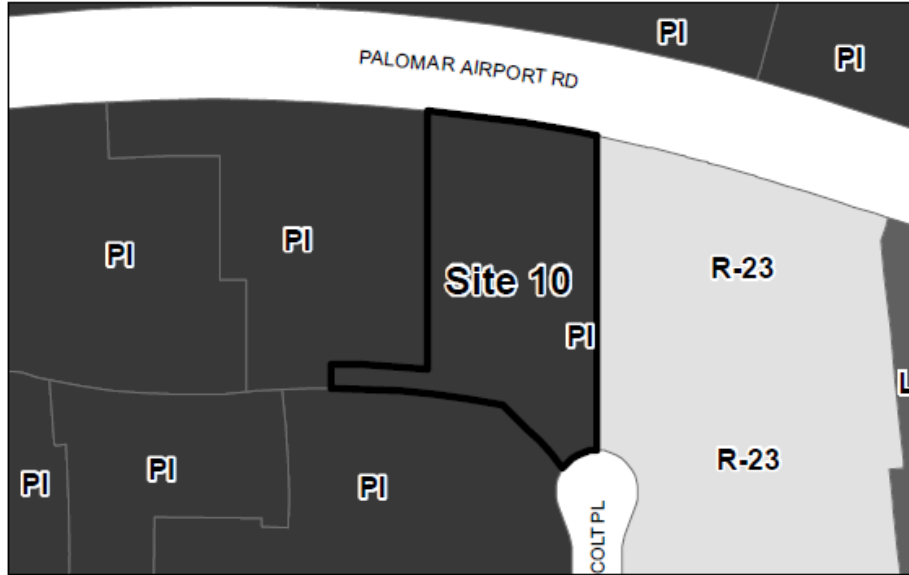 PI
PI
PALOMAR AIRPORT RD
PI
PI
Site 10
R-23
PI
L
R-23
PI
PI
PI
COLT PL